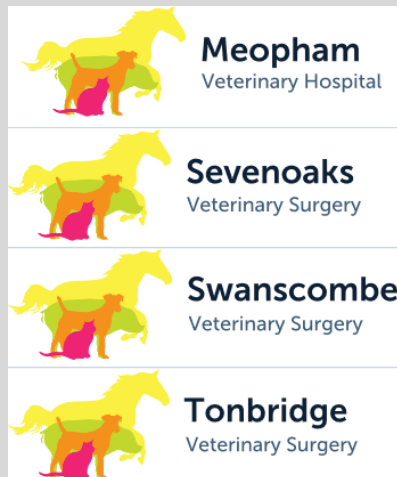 Meopham
Veterinary Hospital
Sevenoaks
Veterinary Surgery
Swanscombe
Veterinary Surgery
Tonbridge
Veterinary Surgery